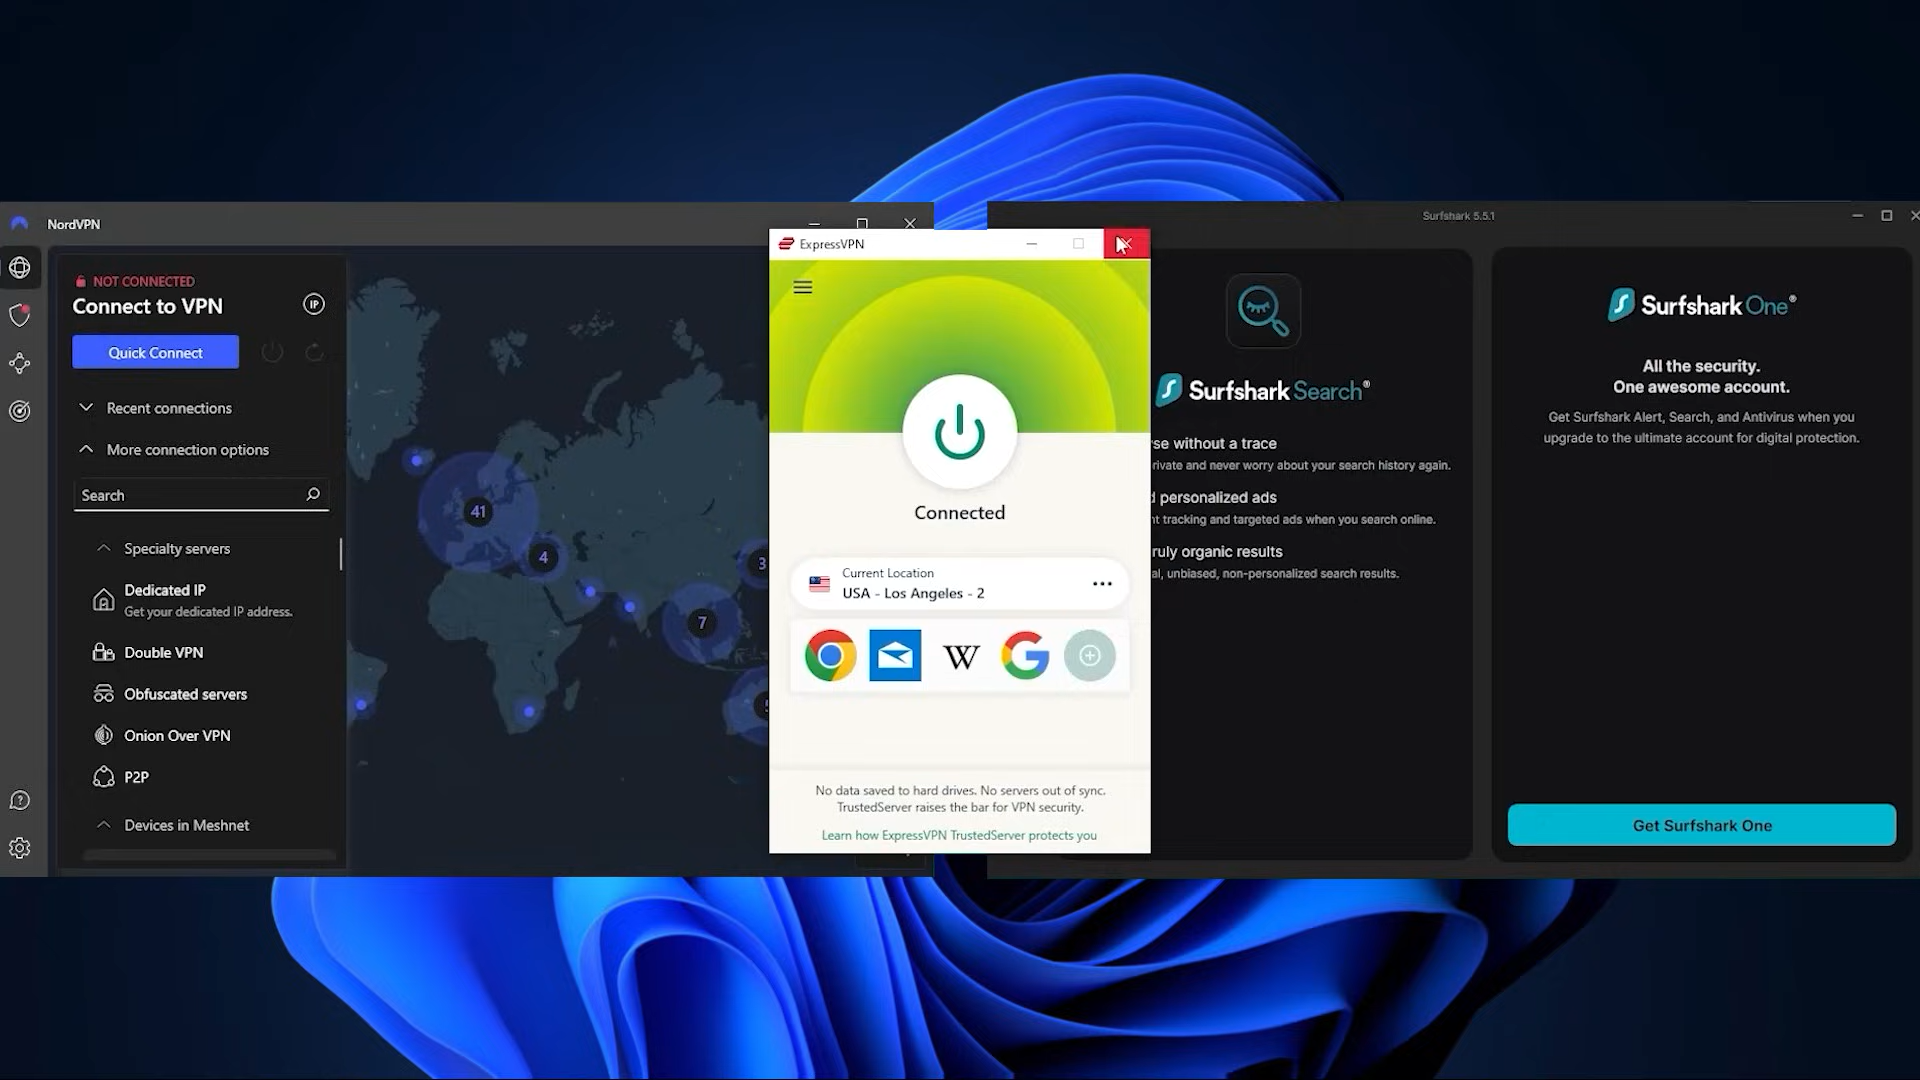 NordVPN
NOT CONNECTED
Connect to VPN
IP
Quick Connect
Recent connections
More connection options
Search
Specialty servers
Dedicated IP
Get your dedicated IP address.
Double VPN
Obfuscated servers
Onion Over VPN
P2P
Devices in Meshnet
41
4
7
3
ExpressVPN
Connected
Current Location
USA - Los Angeles - 2
W
No data saved to hard drives. No servers out of sync.
TrustedServer raises the bar for VPN security.
Learn how ExpressVPN TrustedServer protects you
Surfshark 5.5.1
Surfshark Search®
without a trace
and never worry about your search history again.
personalized ads
tracking and targeted ads when you search online.
organic results
unbiased, non-personalized search results.
Surfshark One®
All the security.
One awesome account.
Get Surfshark Alert, Search, and Antivirus when you
upgrade to the ultimate account for digital protection.
Get Surfshark One